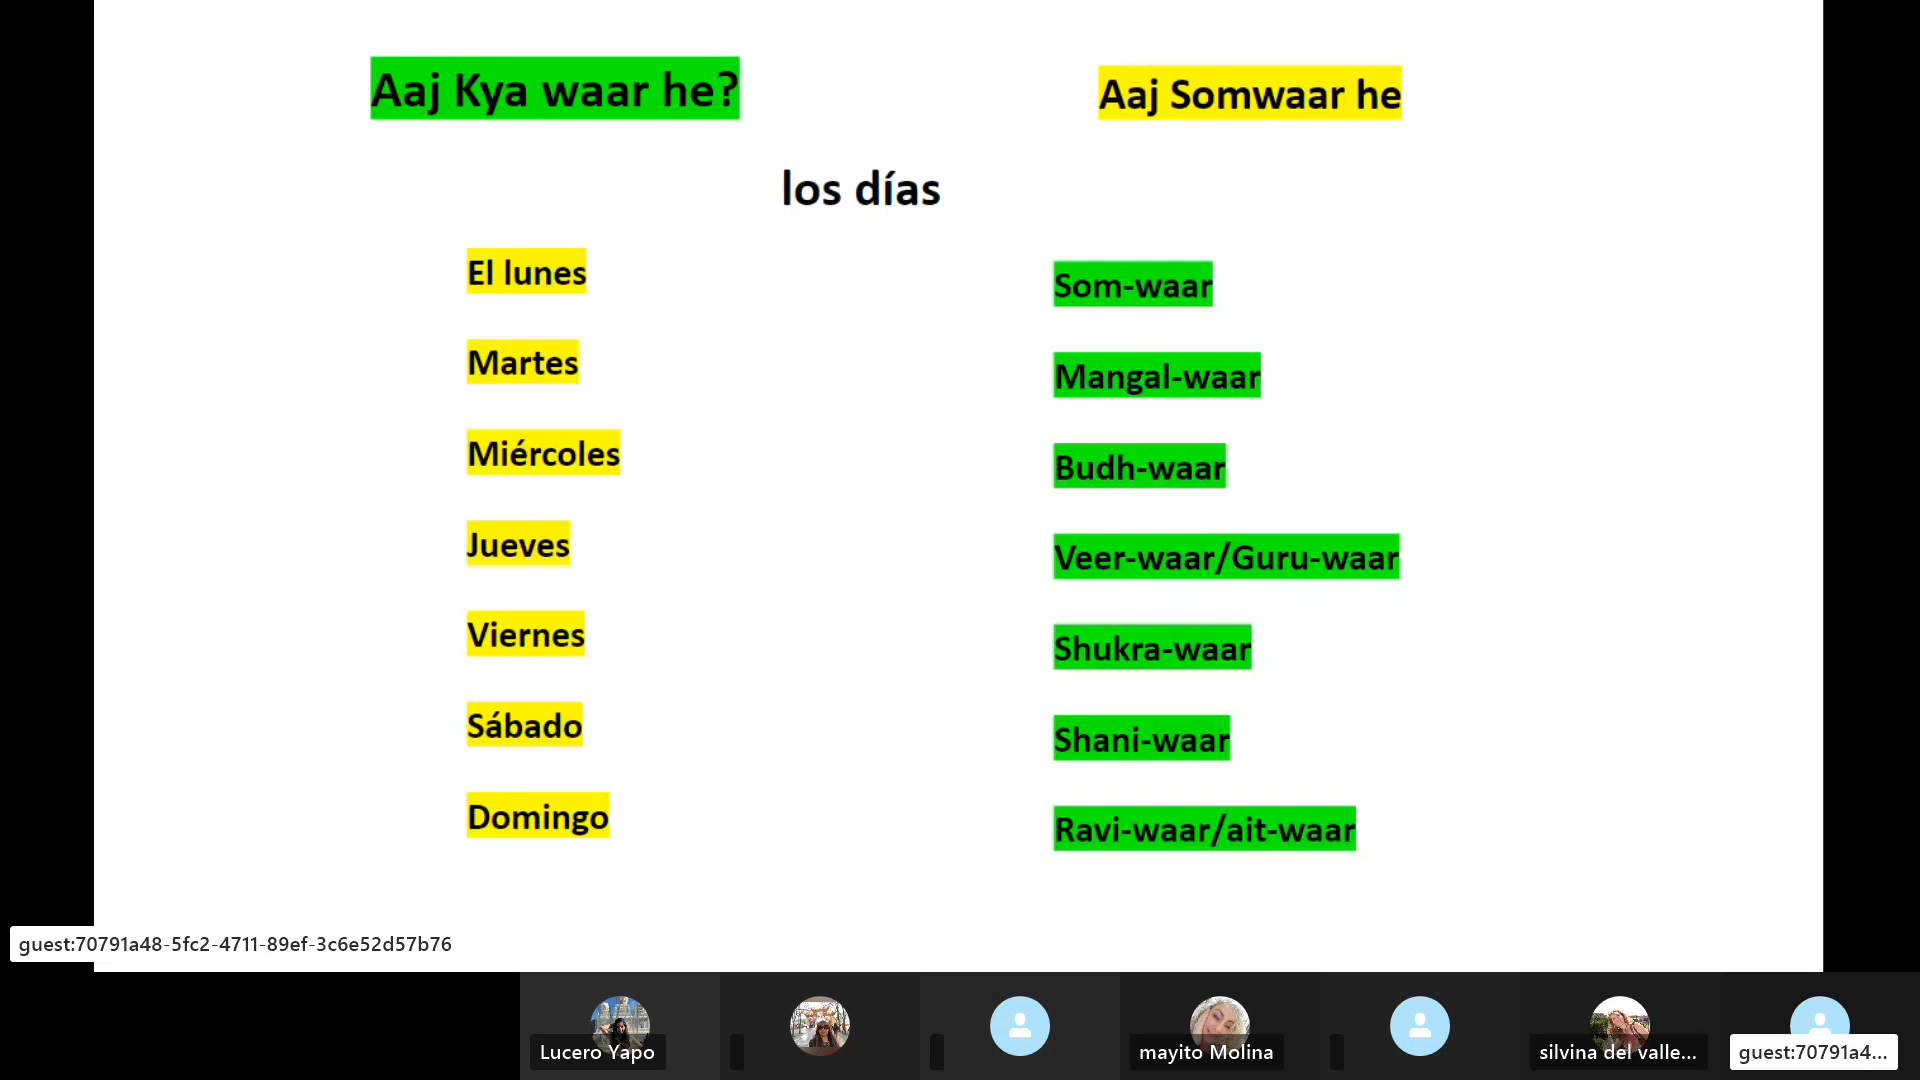 Aaj Kya waar he?
Aaj Somwaar he
los días
El lunes
Som-waar
Martes
Mangal-waar
Miércoles
Budh-waar
Jueves
Veer-waar/Guru-waar
Viernes
Shukra-waar
Sábado
Shani-waar
Domingo
Ravi-waar/ait-waar
guest:70791a48-5fc2-4711-89ef-3c6e52d57b76
Lucero Yapo
mayito Molina
silvina del valle...
guest:70791a4...